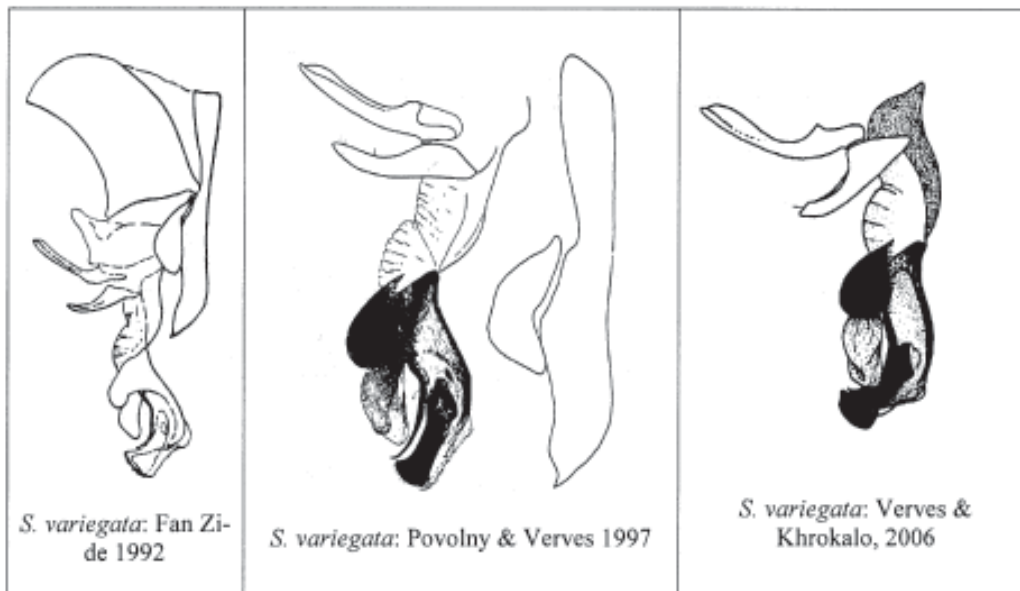 S. variegata: Fan Zi-
de 1992
S. variegata: Povolny & Verves 1997
S. variegata: Verves &
Khrokalo, 2006